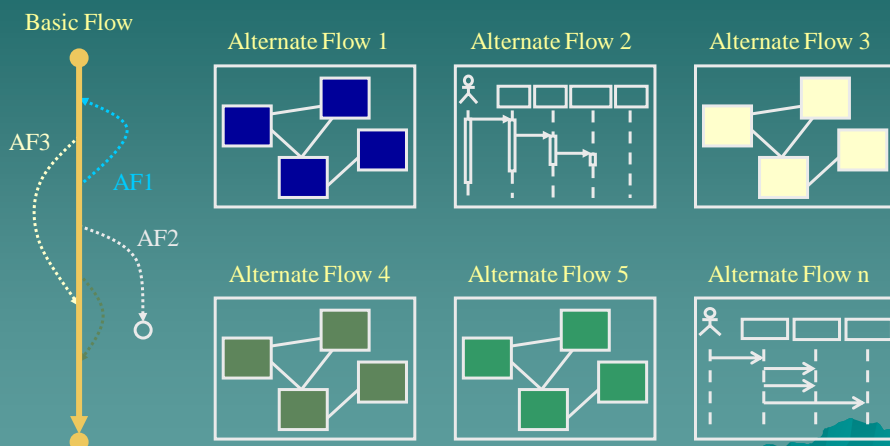 Basic Flow
Alternate Flow 1
Alternate Flow 2
Alternate Flow 3
AF3
AF1
AF2
Alternate Flow 4
Alternate Flow 5
Alternate Flow n